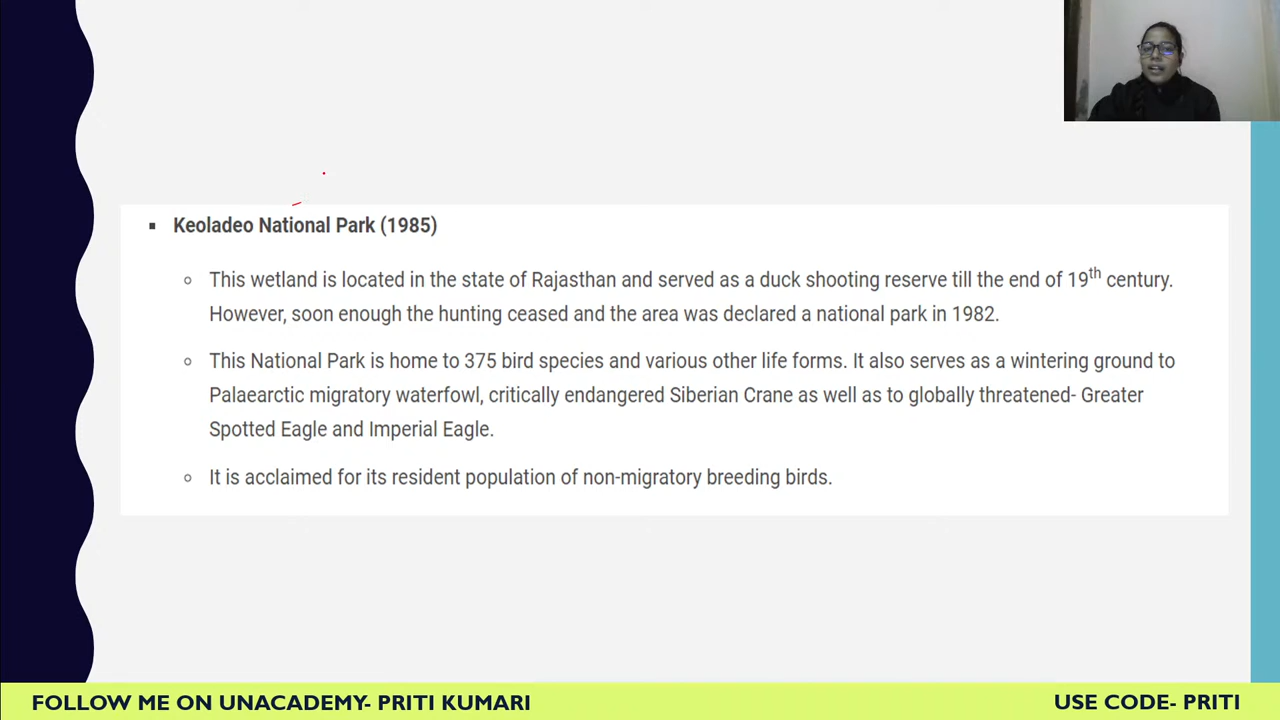 Keoladeo National Park (1985)
This wetland is located in the state of Rajasthan and served as a duck shooting reserve till the end of 19th century.
However, soon enough the hunting ceased and the area was declared a national park in 1982.
This National Park is home to 375 bird species and various other life forms. It also serves as a wintering ground to
Palaearctic migratory waterfowl, critically endangered Siberian Crane as well as to globally threatened- Greater
Spotted Eagle and Imperial Eagle.
It is acclaimed for its resident population of non-migratory breeding birds.
FOLLOW ME ON UNACADEMY- PRITI KUMARI
USE CODE- PRITI